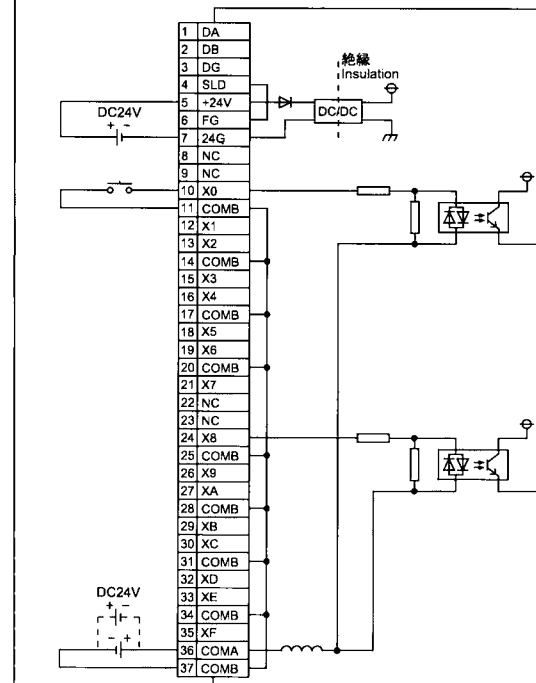 1 DA
2 DB
3 DG
4 SLD
5 +24V
6 FG
7 24G
8 NC
9 NC
10 X0
11 COMB
12 X1
13 X2
14 COMB
15 X3
16 X4
17 COMB
18 X5
19 X6
20 COMB
21 X7
22 NC
23 NC
24 X8
25 COMB
26 X9
27 XA
28 COMB
29 XB
30 XC
31 COMB
32 XD
33 XE
34 COMB
35 XF
36 COMA
37 COMB
絶縁
Insulation
DC/DC
DC24V
+ −
DC24V
+ −
− +